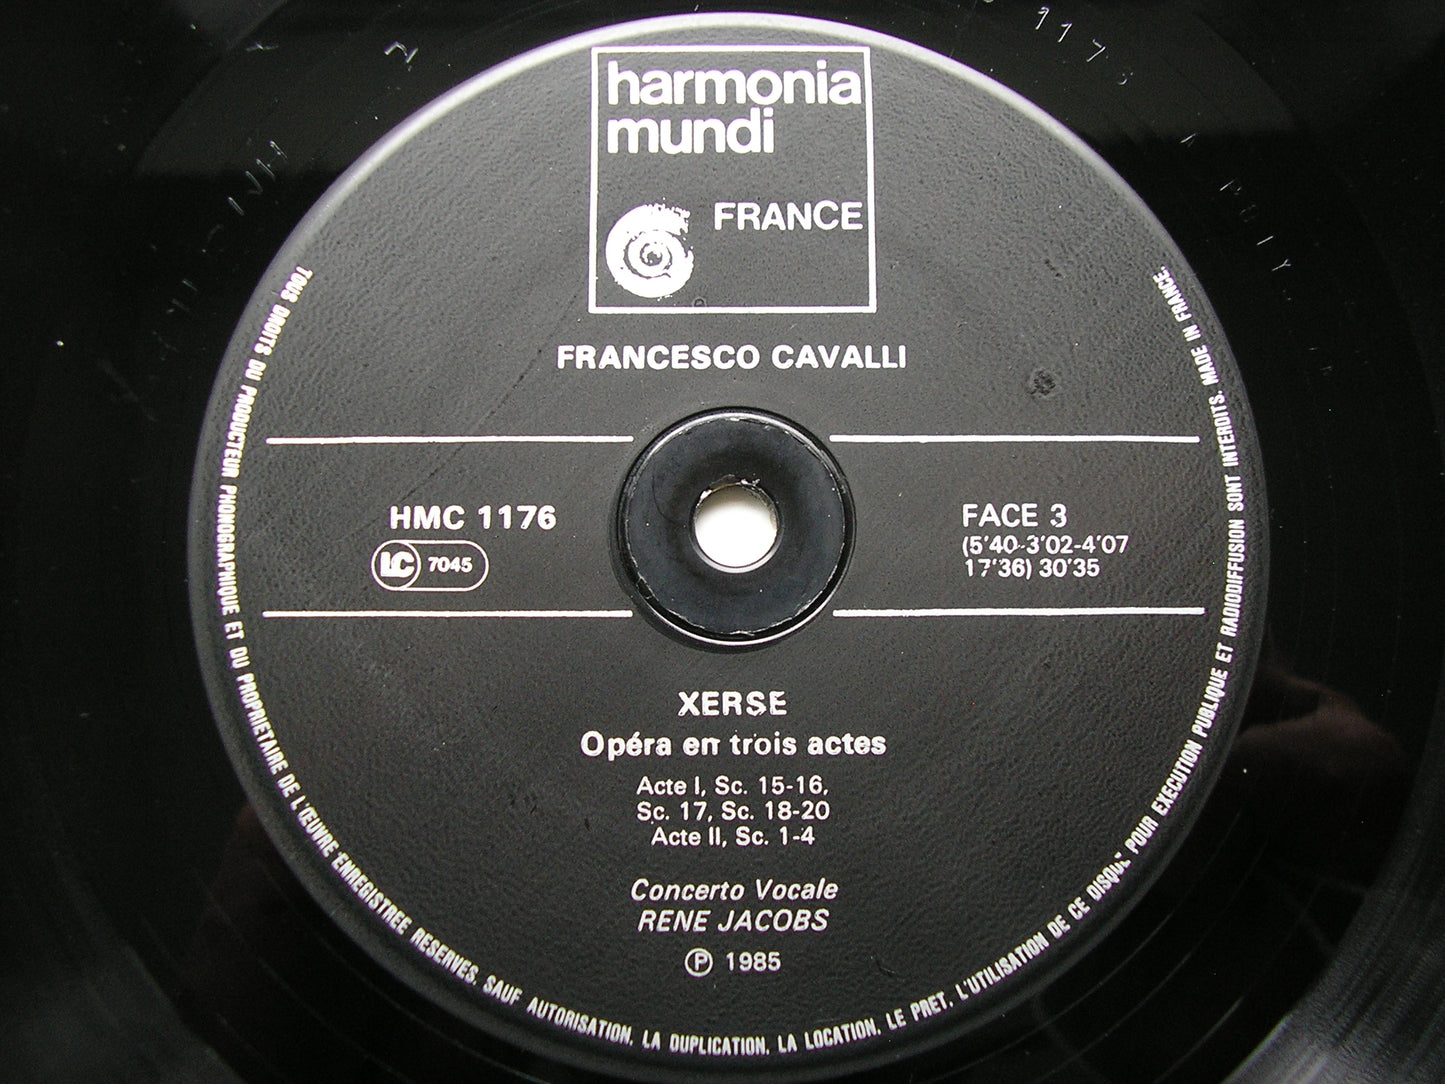 harmonia
mundi
FRANCE
FRANCESCO CAVALLI
HMC 1176
LC 7045
FACE 3
(5'40-3'02-4'07
17'36) 30'35
XERSE
Opéra en trois actes
Acte I, Sc. 15-16,
Sc. 17, Sc. 18-20
Acte II, Sc. 1-4
Concerto Vocale
RENE JACOBS
Ⓟ 1985
TOUS DROITS DU PRODUCTEUR PHONOGRAPHIQUE ET DU PROPRIETAIRE DE L'ŒUVRE ENREGISTREE RESERVES. SAUF AUTORISATION, LA DUPLICATION, LA LOCATION, LE PRET, L'UTILISATION DE CE DISQUE POUR EXECUTION PUBLIQUE ET RADIODIFFUSION SONT INTERDITS. MADE IN FRANCE.